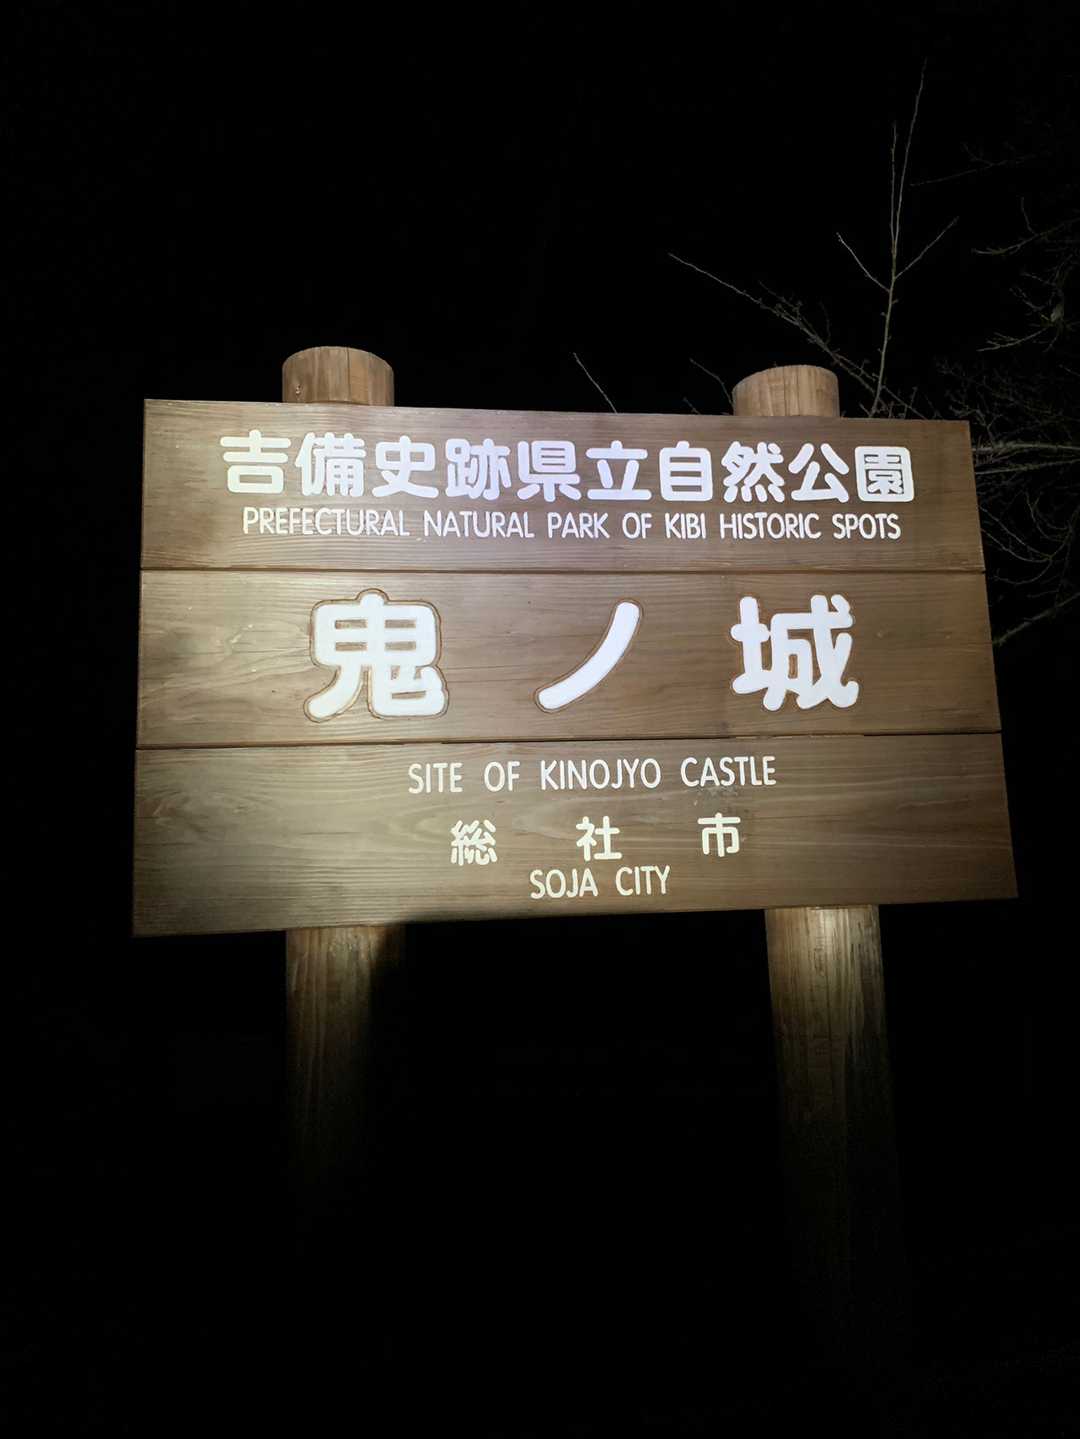 吉備史跡県立自然公園
PREFECTURAL NATURAL PARK OF KIBI HISTORIC SPOTS
鬼ノ城
SITE OF KINOJYO CASTLE
総社市
SOJA CITY